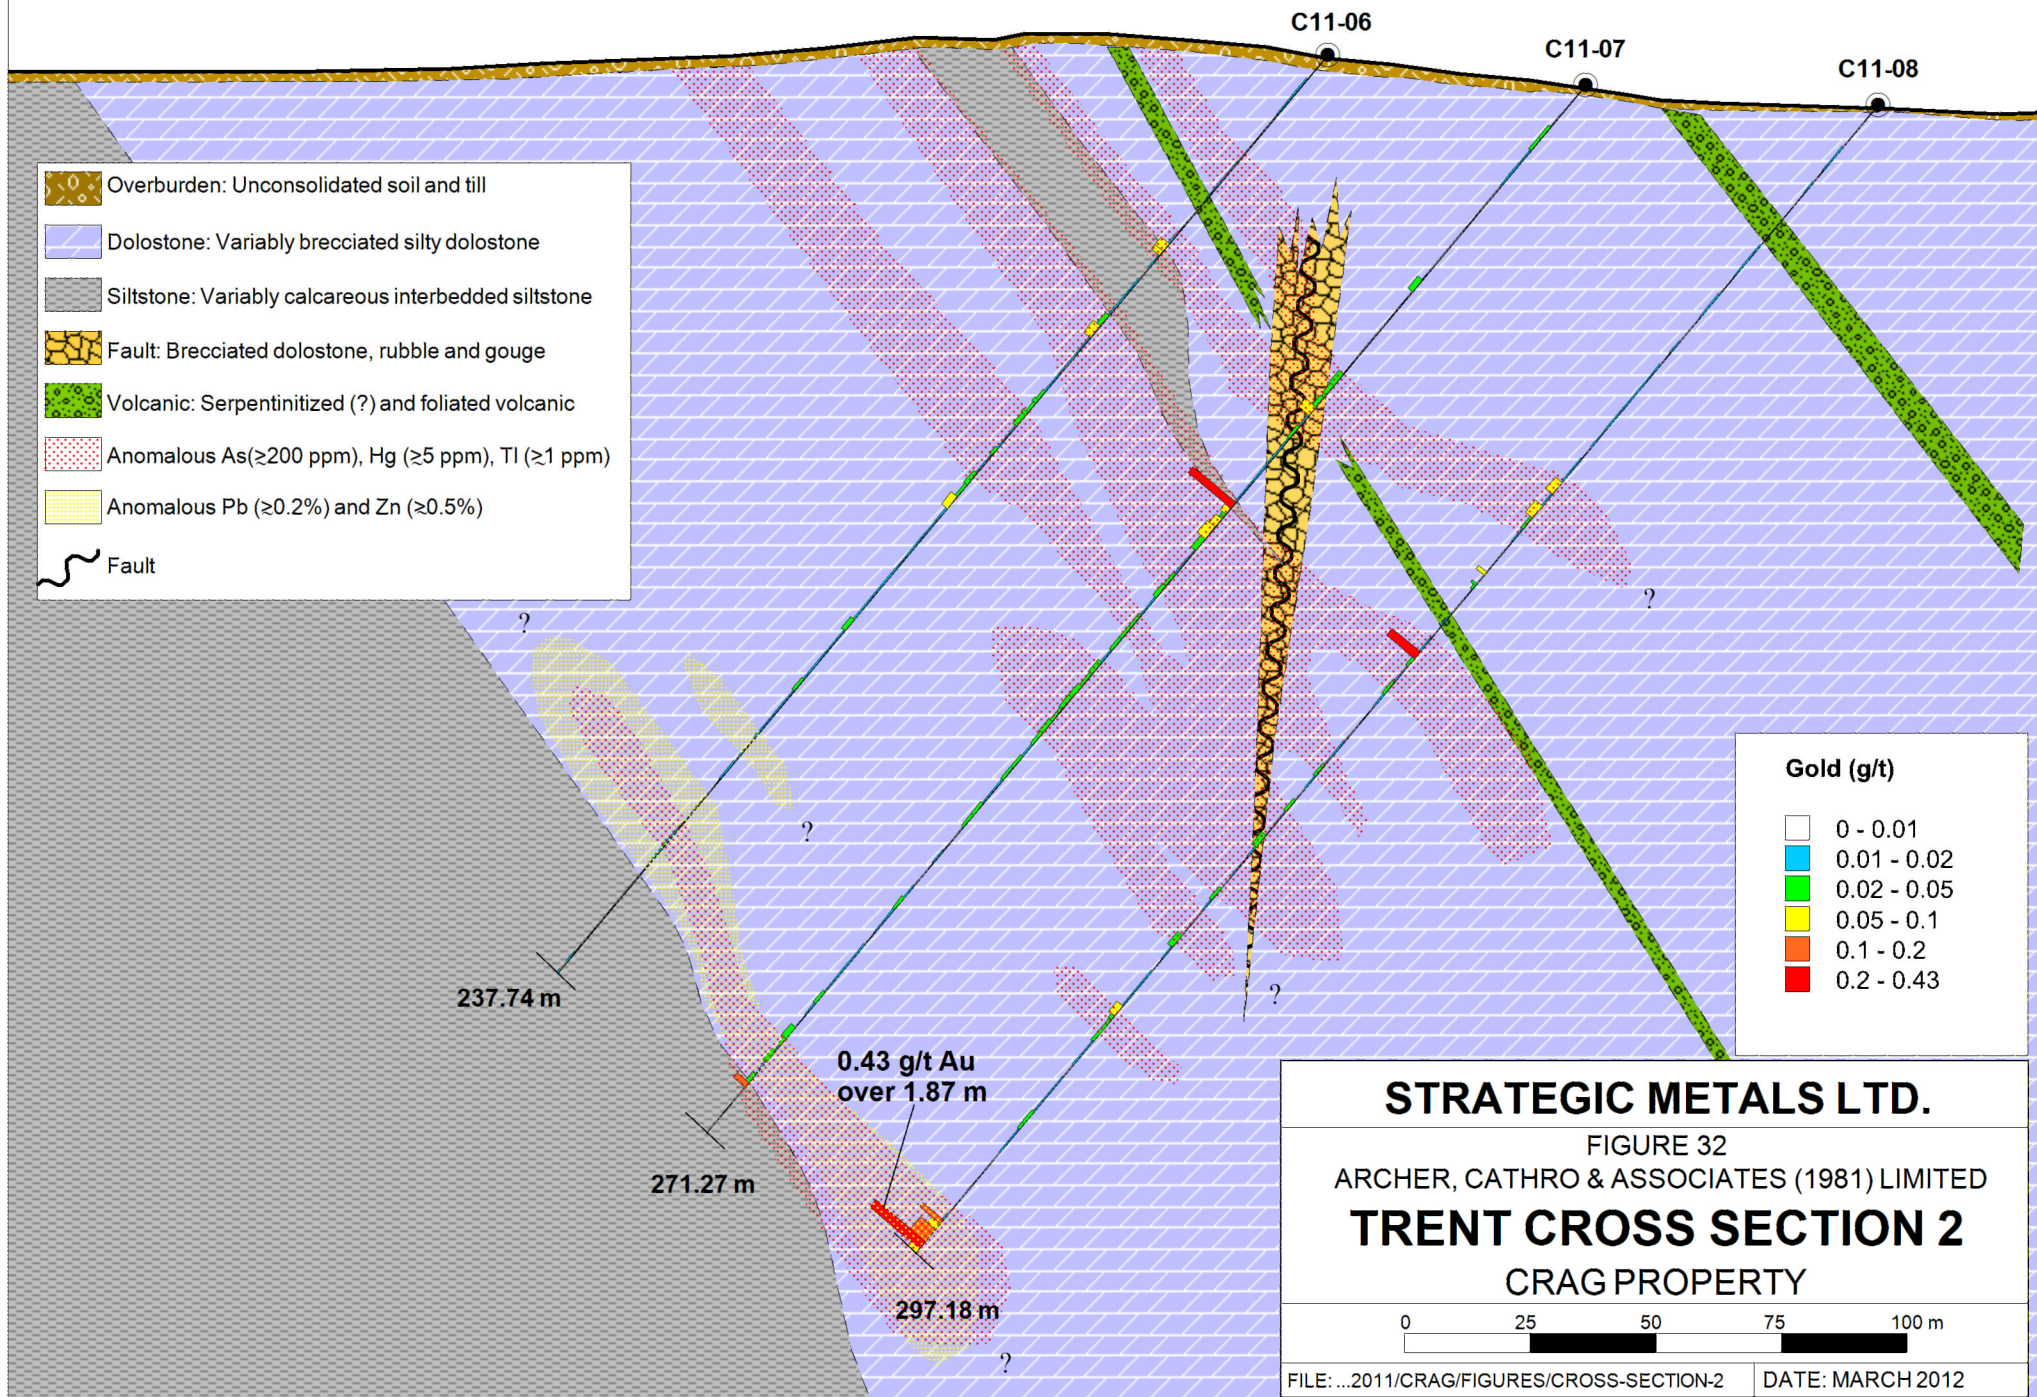 C11-06
C11-07
C11-08
Overburden: Unconsolidated soil and till
Dolostone: Variably brecciated silty dolostone
Siltstone: Variably calcareous interbedded siltstone
Fault: Brecciated dolostone, rubble and gouge
Volcanic: Serpentinitized (?) and foliated volcanic
Anomalous As(≳200 ppm), Hg (≳5 ppm), Tl (≳1 ppm)
Anomalous Pb (≳0.2%) and Zn (≳0.5%)
Fault
?
?
?
?
?
237.74 m
271.27 m
0.43 g/t Au
over 1.87 m
297.18 m
Gold (g/t)
0 - 0.01
0.01 - 0.02
0.02 - 0.05
0.05 - 0.1
0.1 - 0.2
0.2 - 0.43
STRATEGIC METALS LTD.
FIGURE 32
ARCHER, CATHRO & ASSOCIATES (1981) LIMITED
TRENT CROSS SECTION 2
CRAG PROPERTY
0 25 50 75 100 m
FILE: ...2011/CRAG/FIGURES/CROSS-SECTION-2
DATE: MARCH 2012